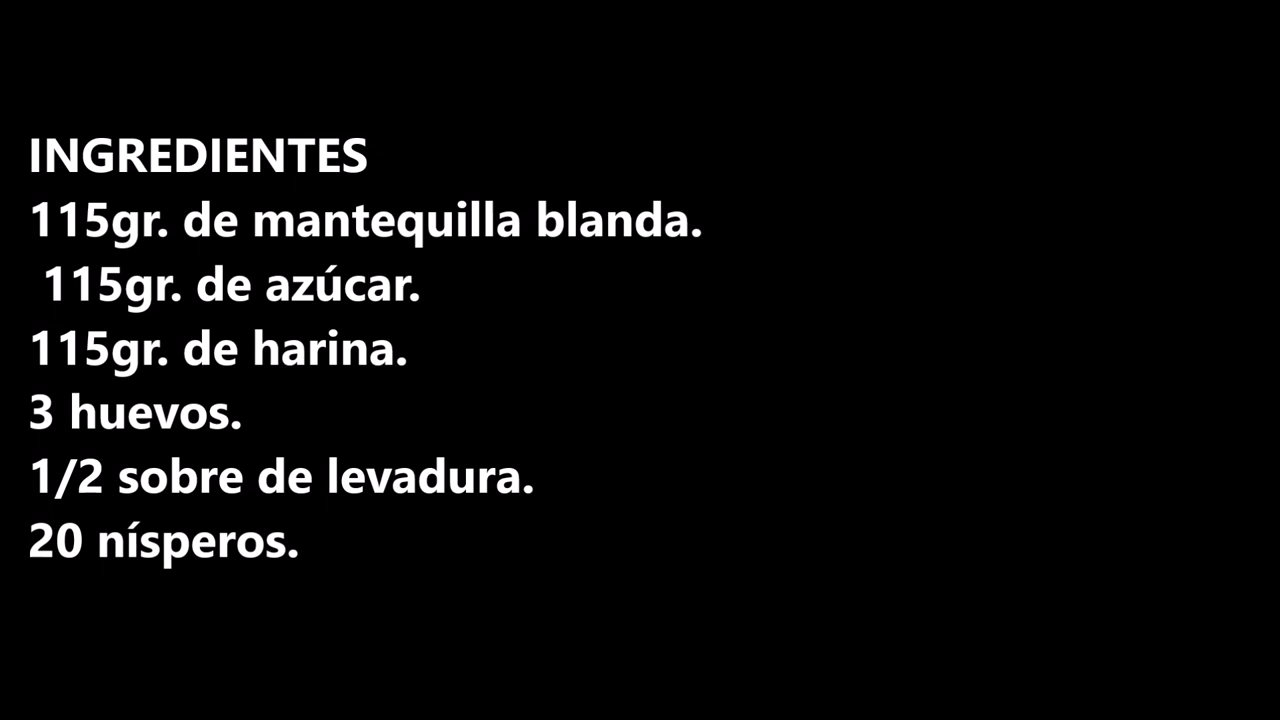 INGREDIENTES
115gr. de mantequilla blanda.
115gr. de azúcar.
115gr. de harina.
3 huevos.
1/2 sobre de levadura.
20 nísperos.